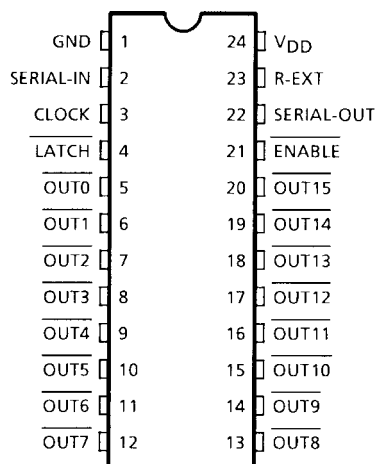 GND 1 24 VDD
SERIAL-IN 2 23 R-EXT
CLOCK 3 22 SERIAL-OUT
LATCH 4 21 ENABLE
OUT0 5 20 OUT15
OUT1 6 19 OUT14
OUT2 7 18 OUT13
OUT3 8 17 OUT12
OUT4 9 16 OUT11
OUT5 10 15 OUT10
OUT6 11 14 OUT9
OUT7 12 13 OUT8